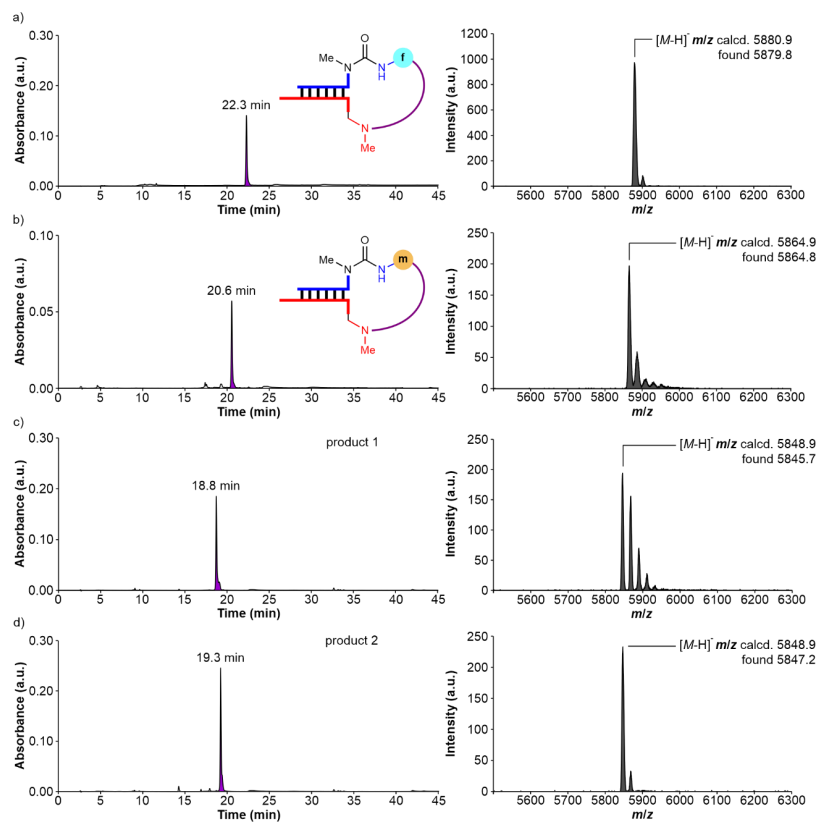 a)
0.30
0.20
0.10
0.00
Absorbance (a.u.)
0 5 10 15 20 25 30 35 40 45
Time (min)
22.3 min
O
Me
N
N
H
f
N
Me
1200
1000
800
600
400
200
0
Intensity (a.u.)
5600 5700 5800 5900 6000 6100 6200 6300
m/z
[M-H]- m/z calcd. 5880.9
found 5879.8
b)
0.10
0.05
0.00
Absorbance (a.u.)
0 5 10 15 20 25 30 35 40 45
Time (min)
20.6 min
O
Me
N
N
H
m
N
Me
250
200
150
100
50
0
Intensity (a.u.)
5600 5700 5800 5900 6000 6100 6200 6300
m/z
[M-H]- m/z calcd. 5864.9
found 5864.8
c)
0.30
0.20
0.10
0.00
Absorbance (a.u.)
0 5 10 15 20 25 30 35 40 45
Time (min)
product 1
18.8 min
250
200
150
100
50
0
Intensity (a.u.)
5600 5700 5800 5900 6000 6100 6200 6300
m/z
[M-H]- m/z calcd. 5848.9
found 5845.7
d)
0.30
0.20
0.10
0.00
Absorbance (a.u.)
0 5 10 15 20 25 30 35 40 45
Time (min)
product 2
19.3 min
250
200
150
100
50
0
Intensity (a.u.)
5600 5700 5800 5900 6000 6100 6200 6300
m/z
[M-H]- m/z calcd. 5848.9
found 5847.2